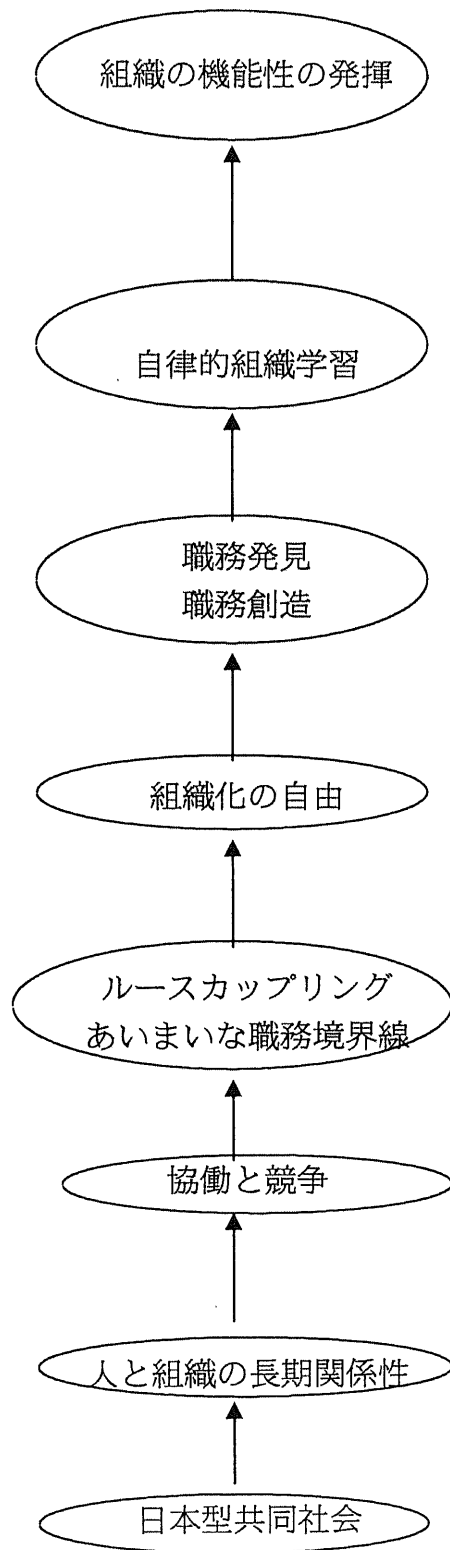 組織の機能性の発揮
自律的組織学習
職務発見
職務創造
組織化の自由
ルースカップリング
あいまいな職務境界線
協働と競争
人と組織の長期関係性
日本型共同社会